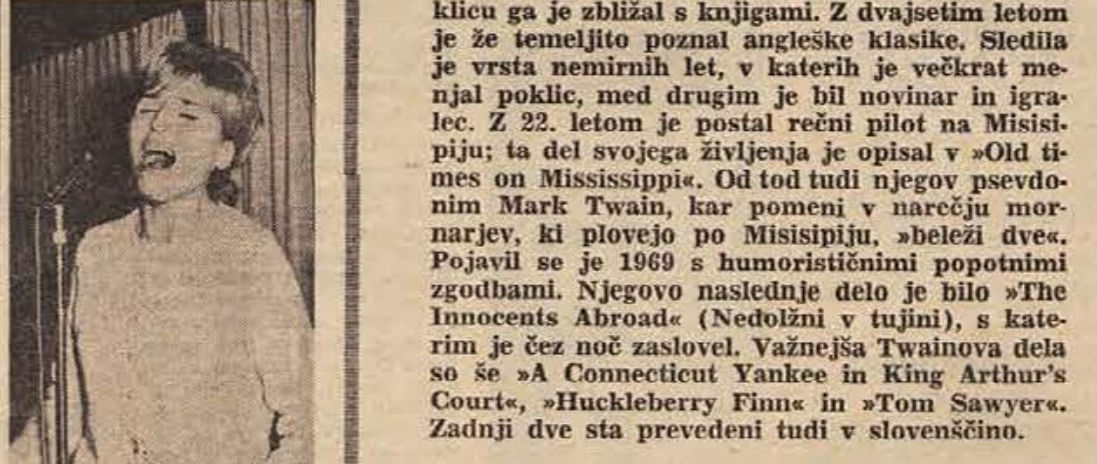 klicu ga je zbližal s knjigami. Z dvajsetim letom
je že temeljito poznal angleške klasike. Sledila
je vrsta nemirnih let, v katerih je večkrat me-
njal poklic, med drugim je bil novinar in igra-
lec. Z 22. letom je postal rečni pilot na Misisi-
piju; ta del svojega življenja je opisal v »Old ti-
mes on Mississippi«. Od tod tudi njegov psevdo-
nim Mark Twain, kar pomeni v narečju mor-
narjev, ki plovejo po Misisipiju, »beleži dve«.
Pojavil se je 1969 s humorističnimi popotnimi
zgodbami. Njegovo naslednje delo je bilo »The
Innocents Abroad« (Nedolžni v tujini), s kate-
rim je čez noč zaslovel. Važnejša Twainova dela
so še »A Connecticut Yankee in King Arthur's
Court«, »Huckleberry Finn« in »Tom Sawyer«.
Zadnji dve sta prevedeni tudi v slovenščino.